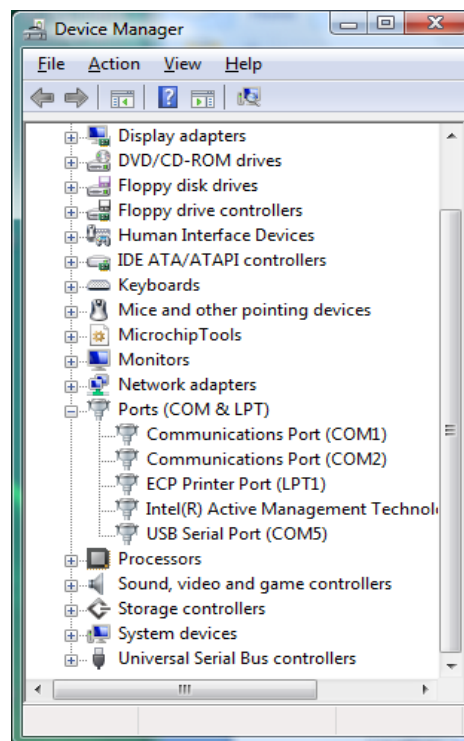 Device Manager
File Action View Help
Display adapters
DVD/CD-ROM drives
Floppy disk drives
Floppy drive controllers
Human Interface Devices
IDE ATA/ATAPI controllers
Keyboards
Mice and other pointing devices
MicrochipTools
Monitors
Network adapters
Ports (COM & LPT)
Communications Port (COM1)
Communications Port (COM2)
ECP Printer Port (LPT1)
Intel(R) Active Management Technol
USB Serial Port (COM5)
Processors
Sound, video and game controllers
Storage controllers
System devices
Universal Serial Bus controllers